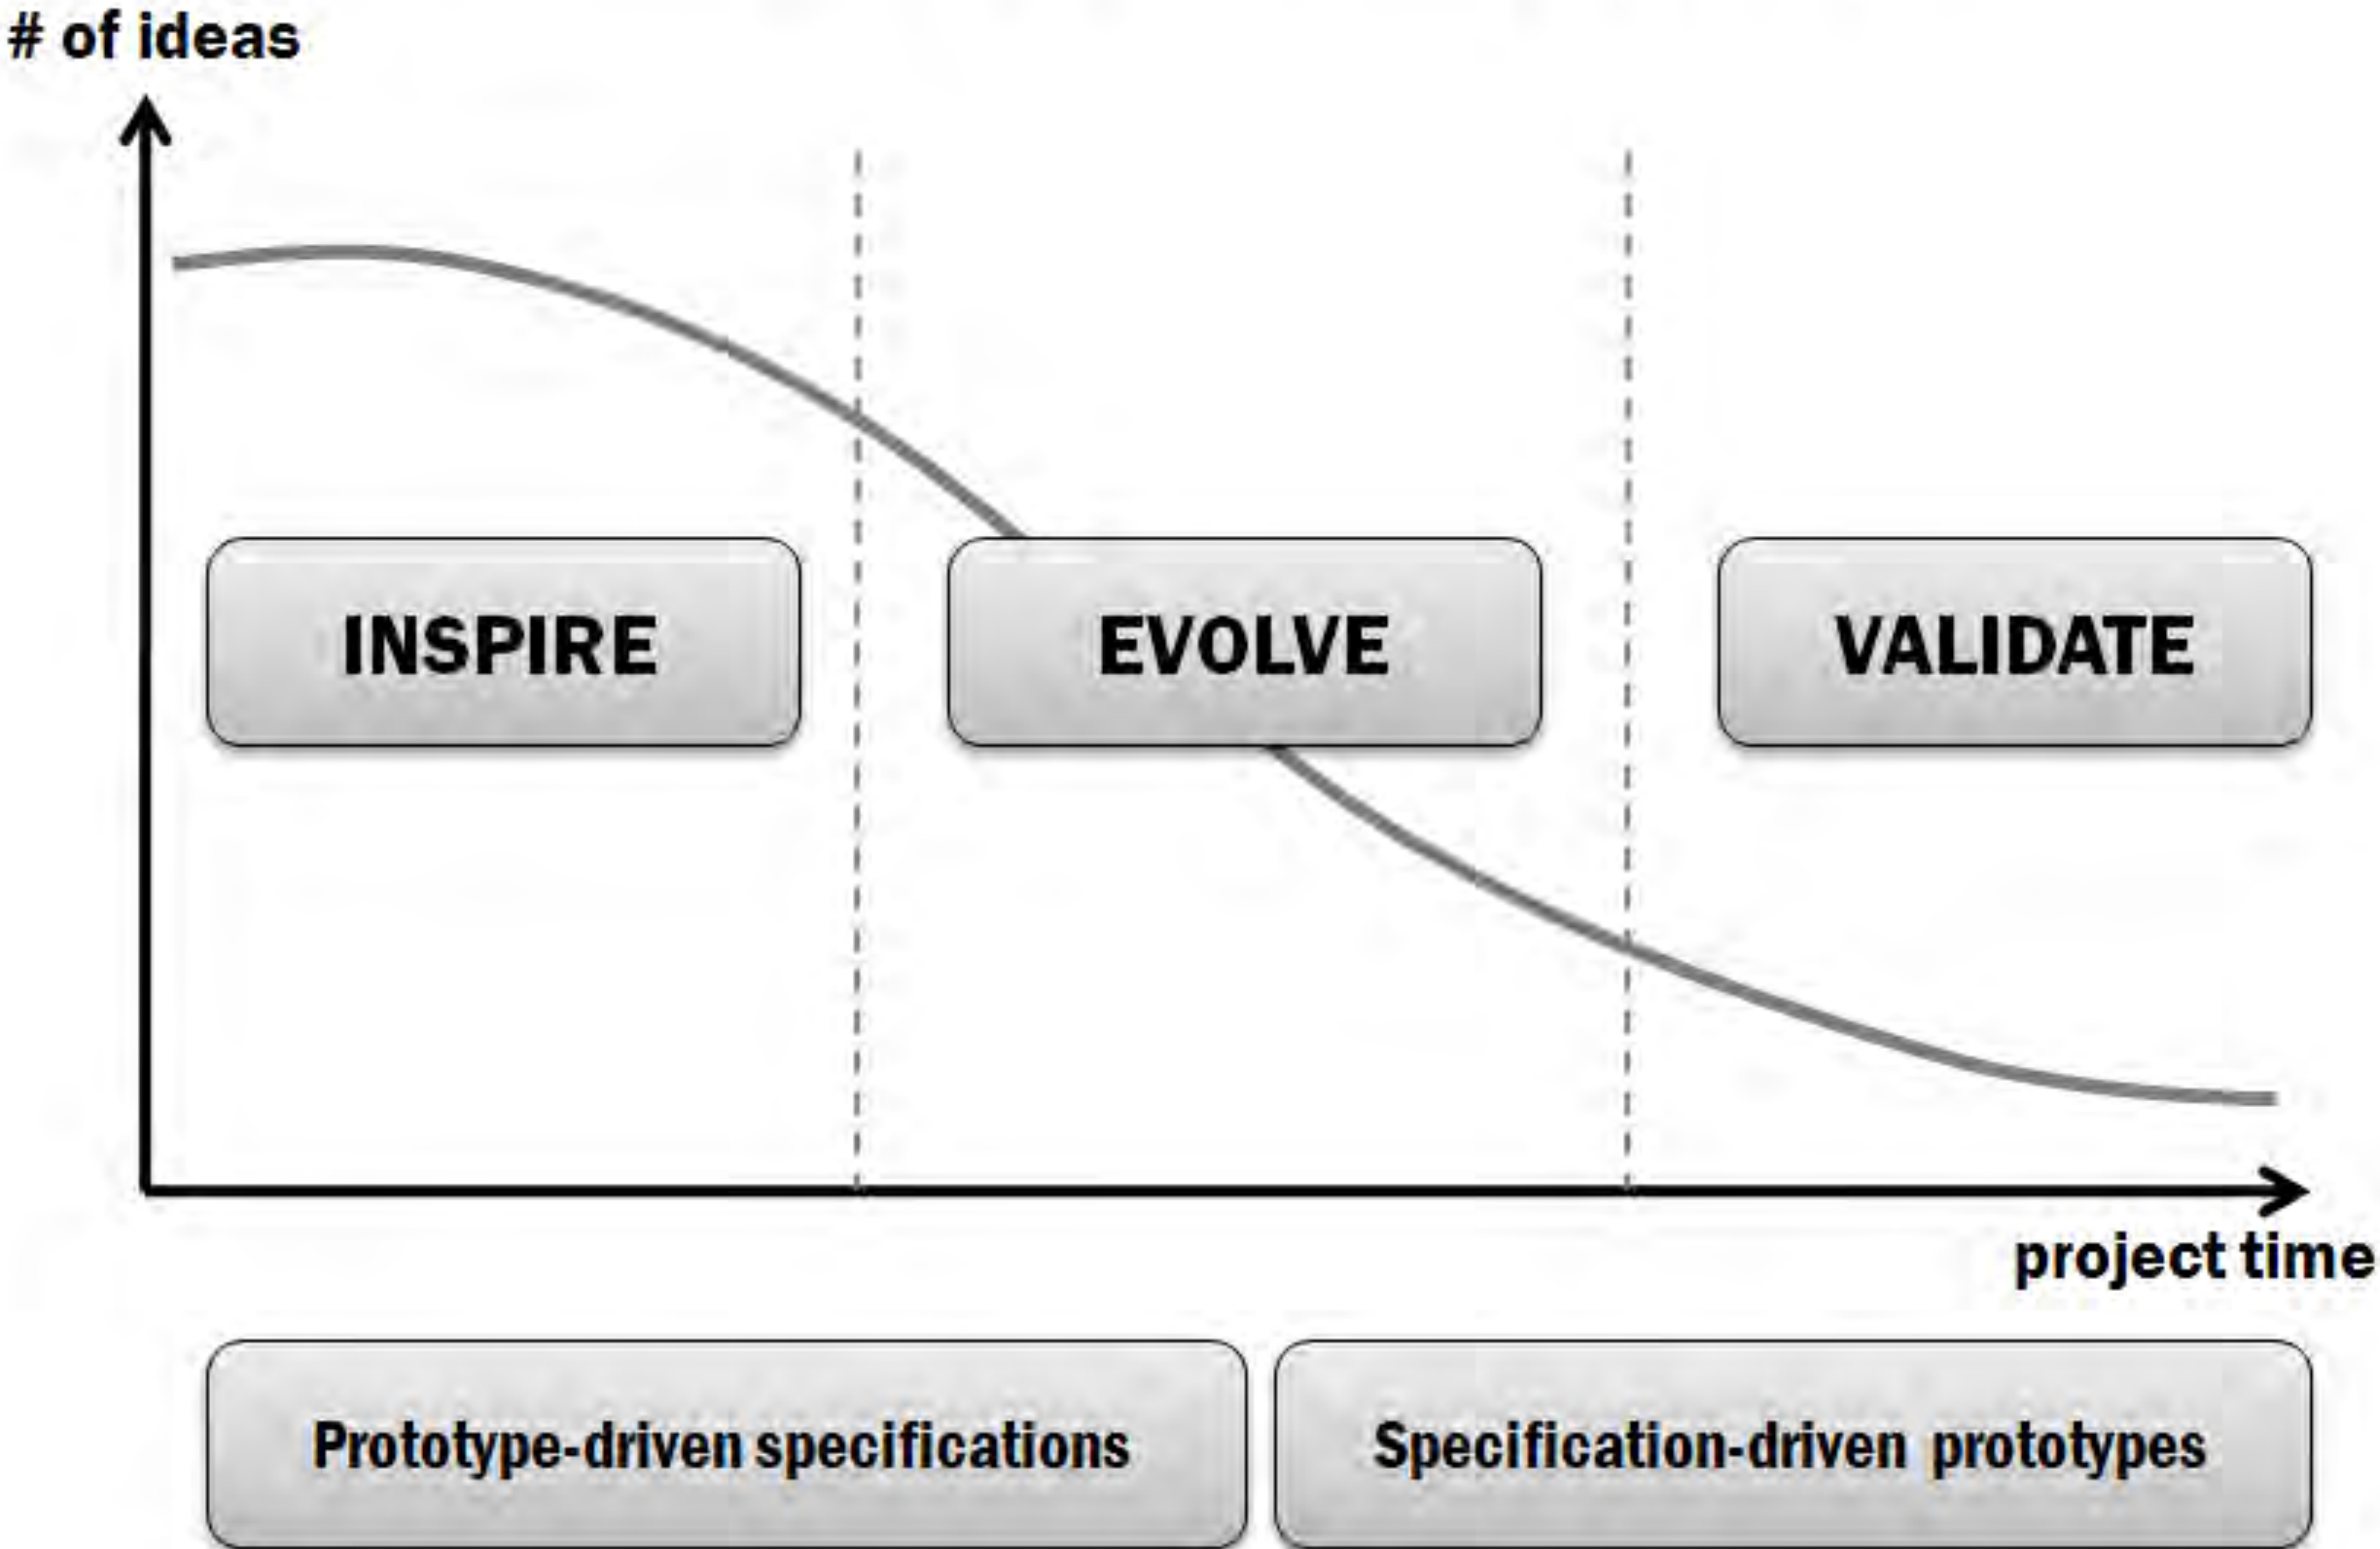 # of ideas
INSPIRE
EVOLVE
VALIDATE
project time
Prototype-driven specifications
Specification-driven prototypes